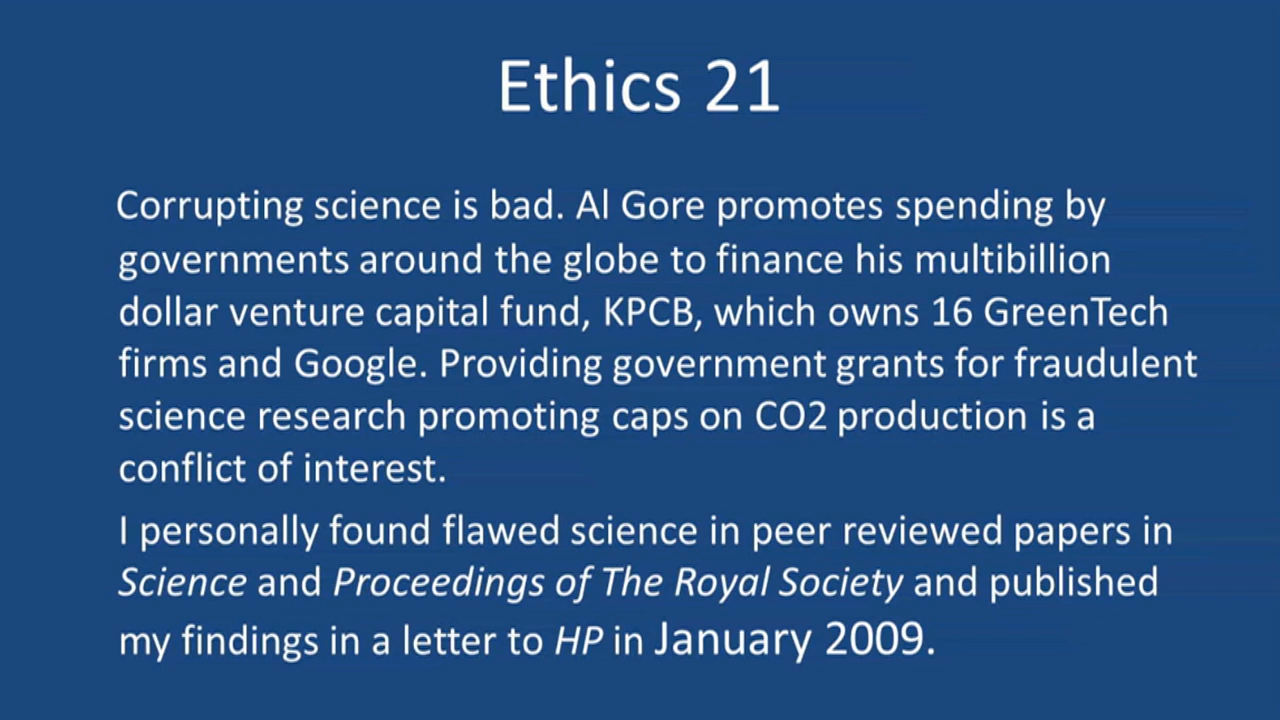 Ethics 21
Corrupting science is bad. Al Gore promotes spending by
governments around the globe to finance his multibillion
dollar venture capital fund, KPCB, which owns 16 GreenTech
firms and Google. Providing government grants for fraudulent
science research promoting caps on CO2 production is a
conflict of interest.
I personally found flawed science in peer reviewed papers in
Science and Proceedings of The Royal Society and published
my findings in a letter to HP in January 2009.